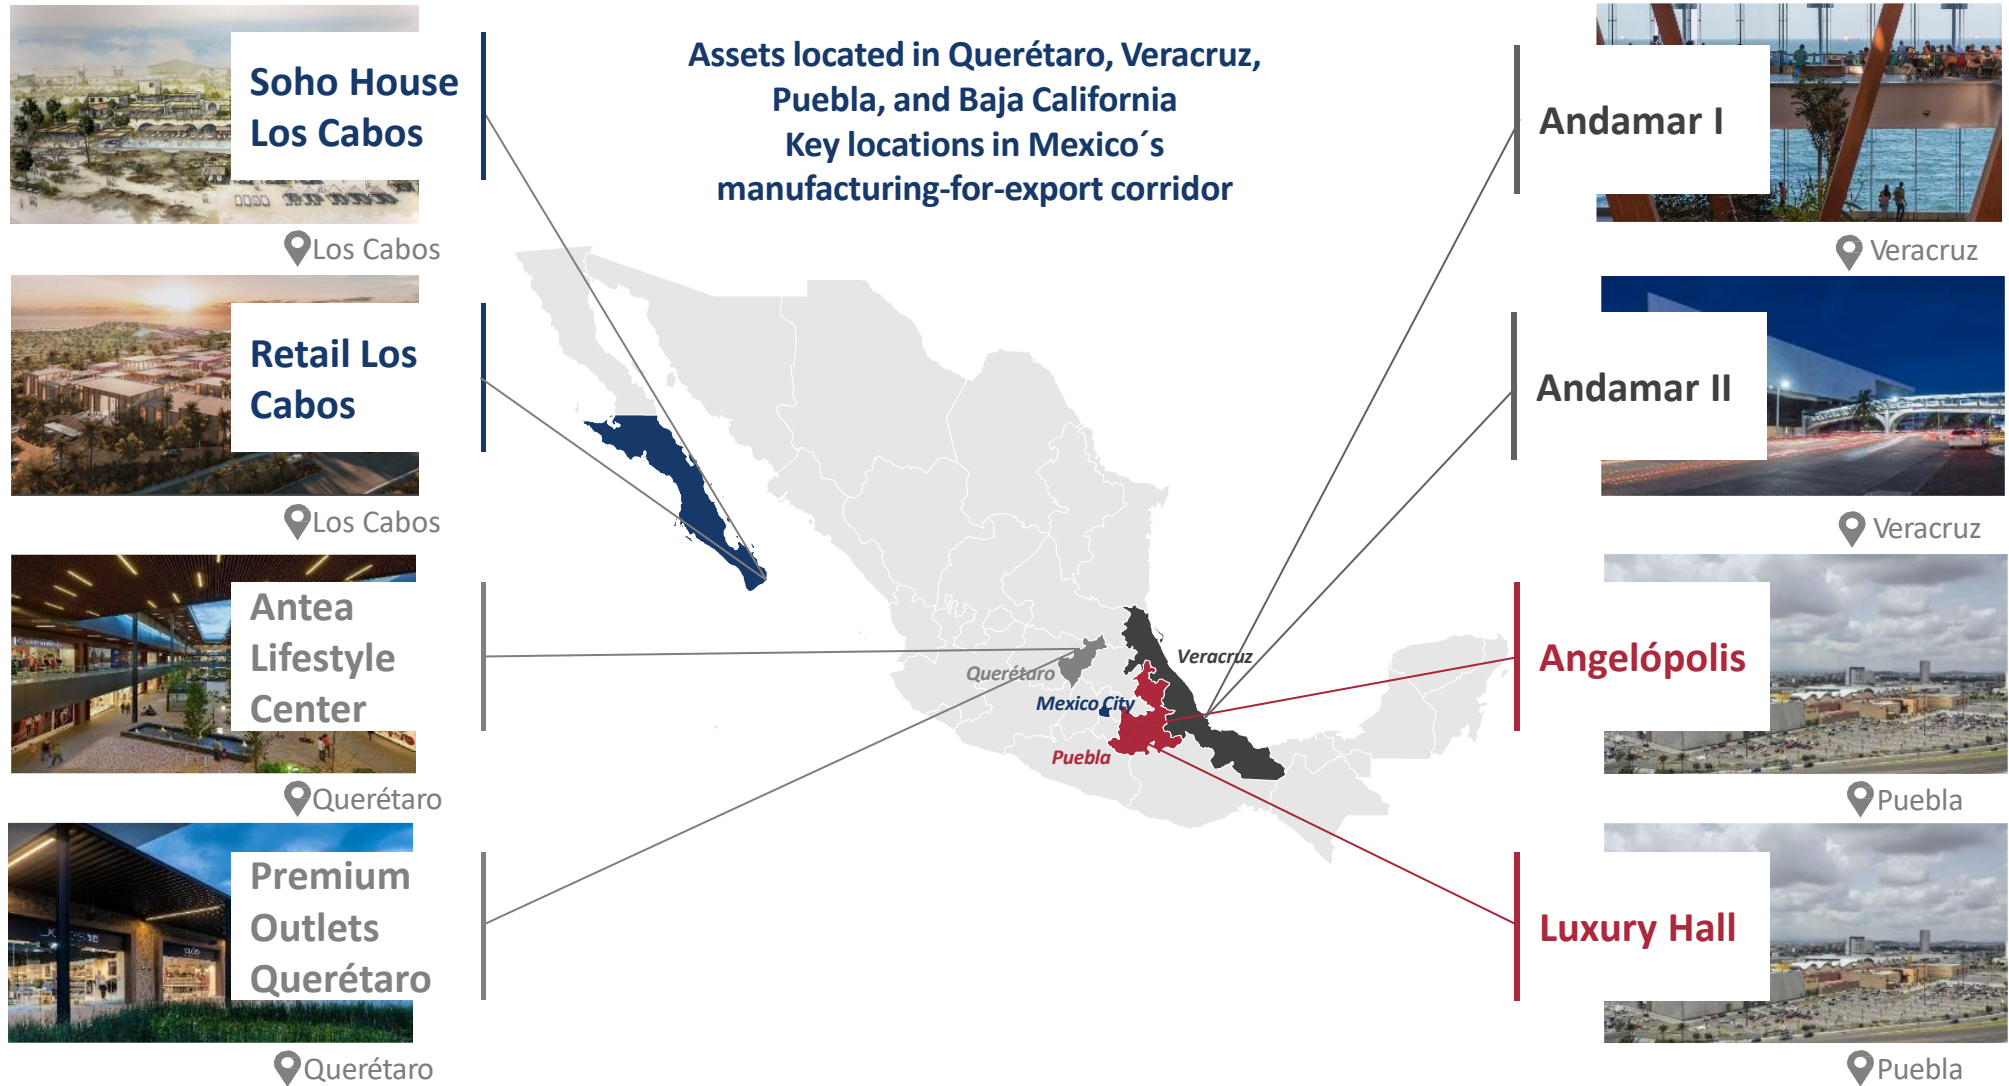 Soho House
Los Cabos
Los Cabos
Retail Los
Cabos
Los Cabos
Antea
Lifestyle
Center
Querétaro
Premium
Outlets
Querétaro
Querétaro
Assets located in Querétaro, Veracruz,
Puebla, and Baja California
Key locations in Mexico´s
manufacturing-for-export corridor
Querétaro
Mexico City
Puebla
Veracruz
Andamar I
Veracruz
Andamar II
Veracruz
Angelópolis
Puebla
Luxury Hall
Puebla